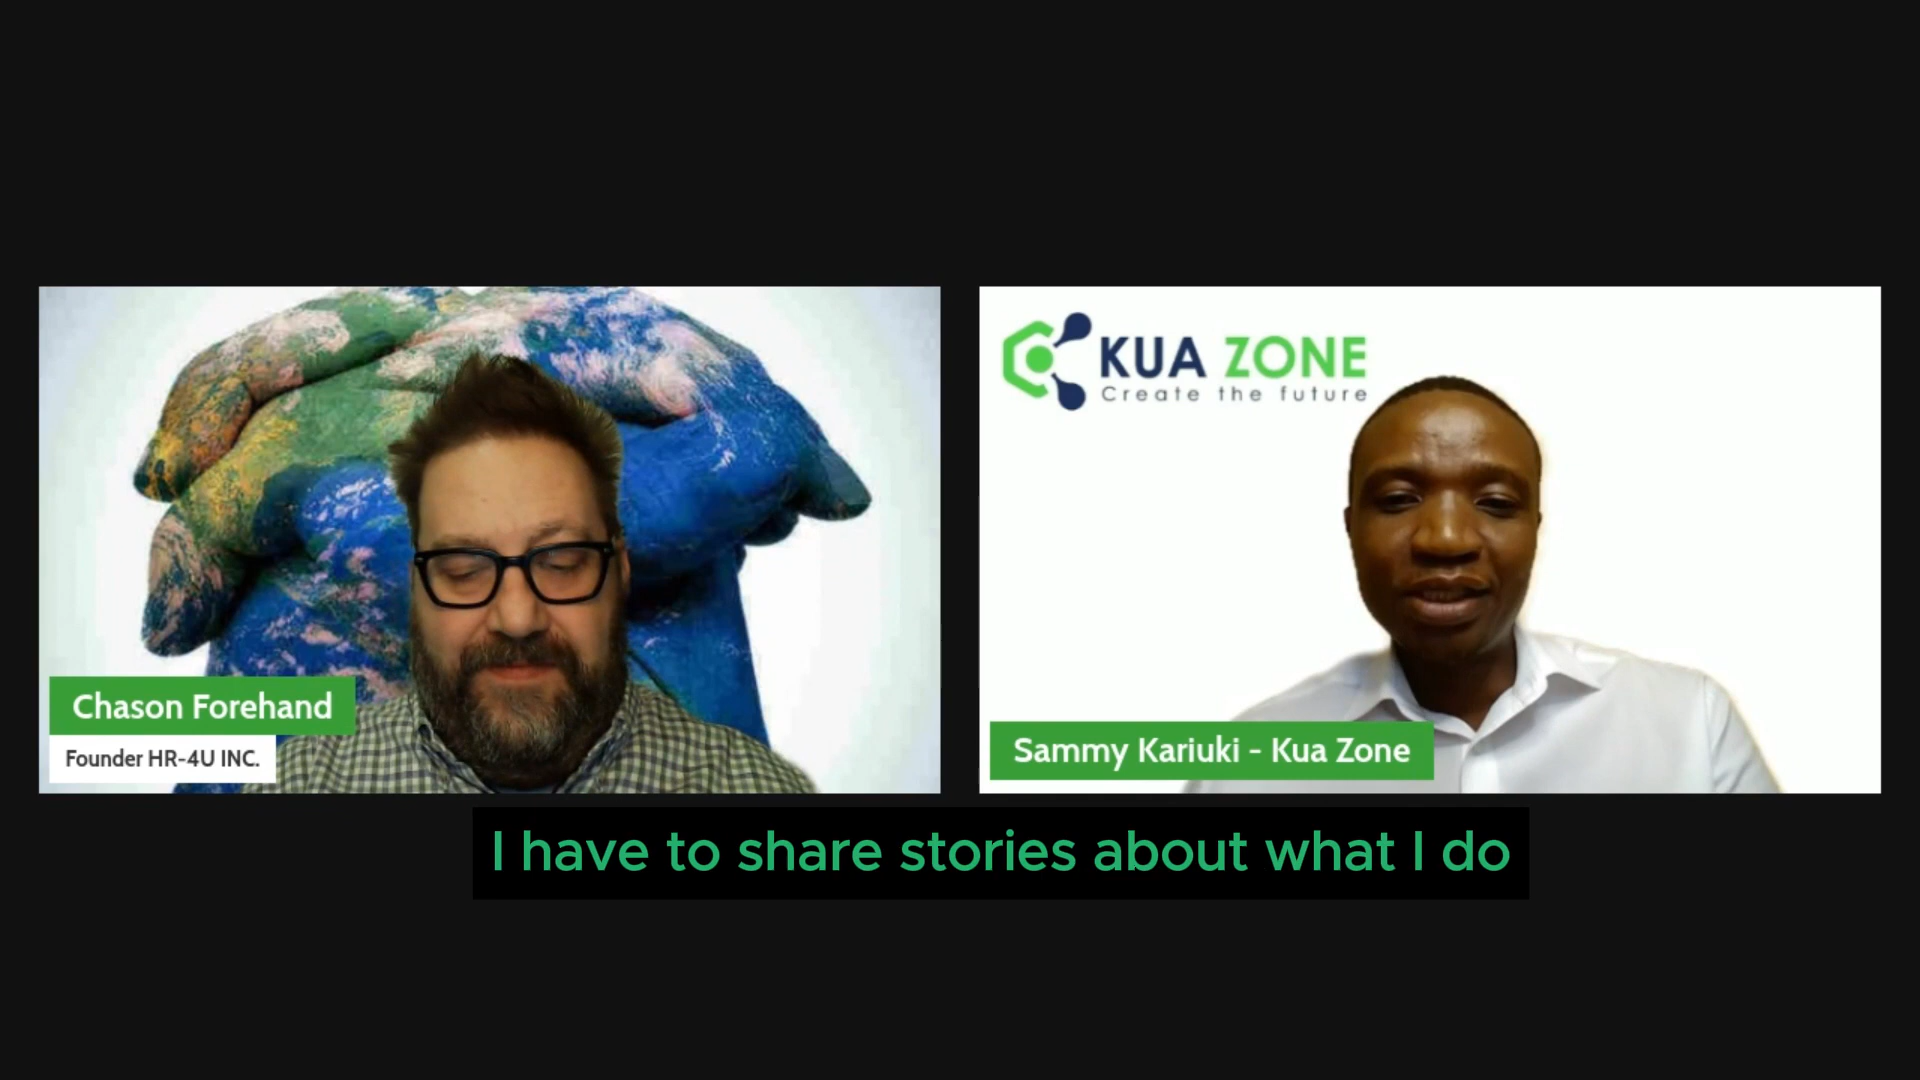 KUA ZONE
Create the future
Chason Forehand
Founder HR-4U INC.
Sammy Kariuki - Kua Zone
I have to share stories about what I do